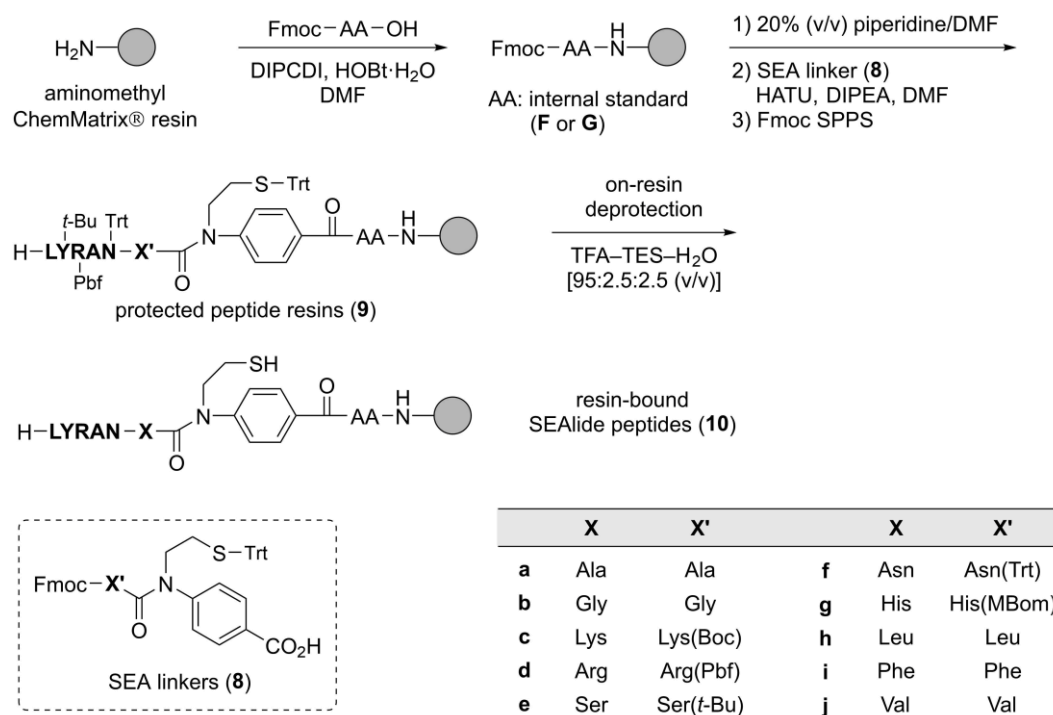 H₂N
aminomethyl
ChemMatrix® resin
Fmoc–AA–OH
DIPCDI, HOBt·H₂O
DMF
Fmoc–AA–N
H
AA: internal standard
(F or G)
1) 20% (v/v) piperidine/DMF
2) SEA linker (8)
HATU, DIPEA, DMF
3) Fmoc SPPS
S–Trt
t-Bu Trt
H–LYRAN–X'
Pbf
O
N
O
AA–N
H
protected peptide resins (9)
on-resin
deprotection
TFA–TES–H₂O
[95:2.5:2.5 (v/v)]
SH
H–LYRAN–X
O
N
O
AA–N
H
resin-bound
SEAlide peptides (10)
S–Trt
Fmoc–X'
N
O
CO₂H
SEA linkers (8)
X X' X X'
a Ala Ala f Asn Asn(Trt)
b Gly Gly g His His(MBom)
c Lys Lys(Boc) h Leu Leu
d Arg Arg(Pbf) i Phe Phe
e Ser Ser(t-Bu) j Val Val